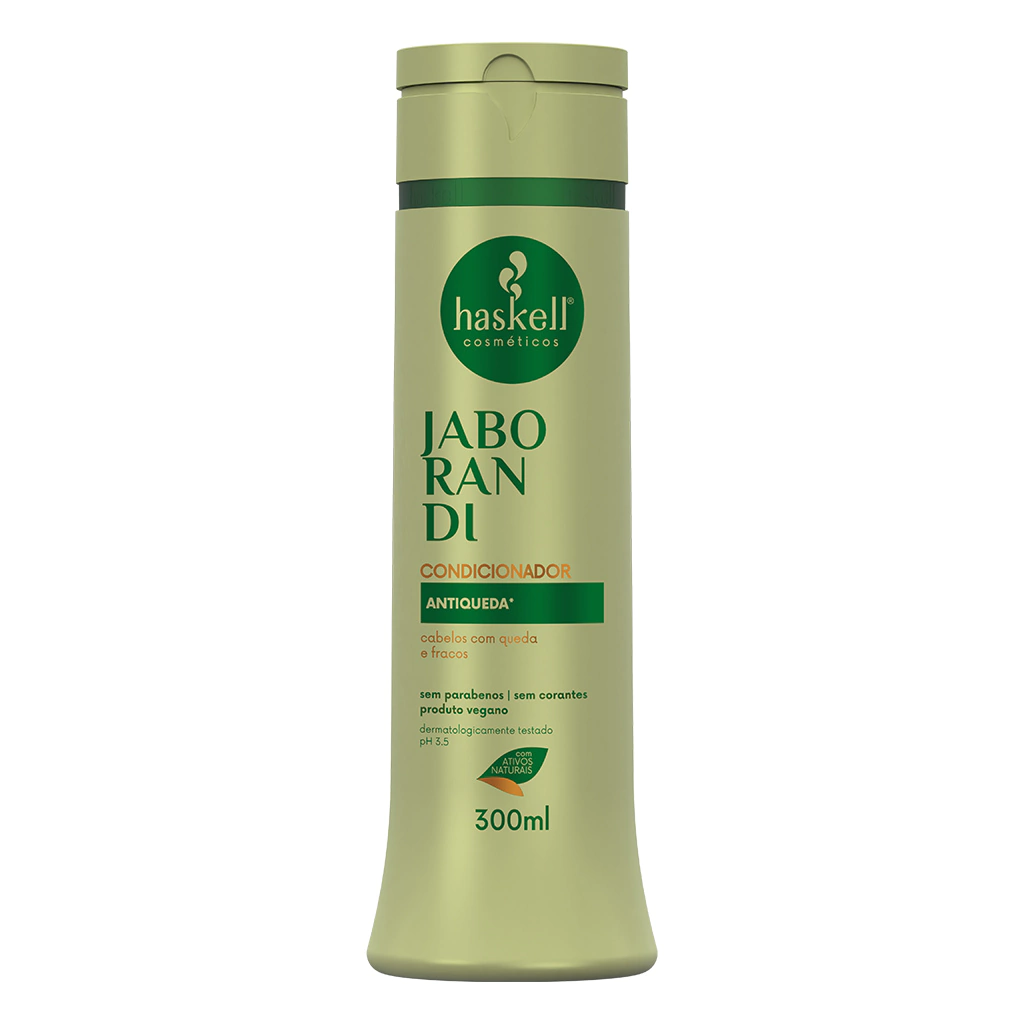 haskell®
cosméticos
JABO
RAN
DI
CONDICIONADOR
ANTIQUEDA*
cabelos com queda
e fracos
sem parabenos | sem corantes
produto vegano
dermatologicamente testado
pH 3.5
com
ATIVOS
NATURAIS
300ml